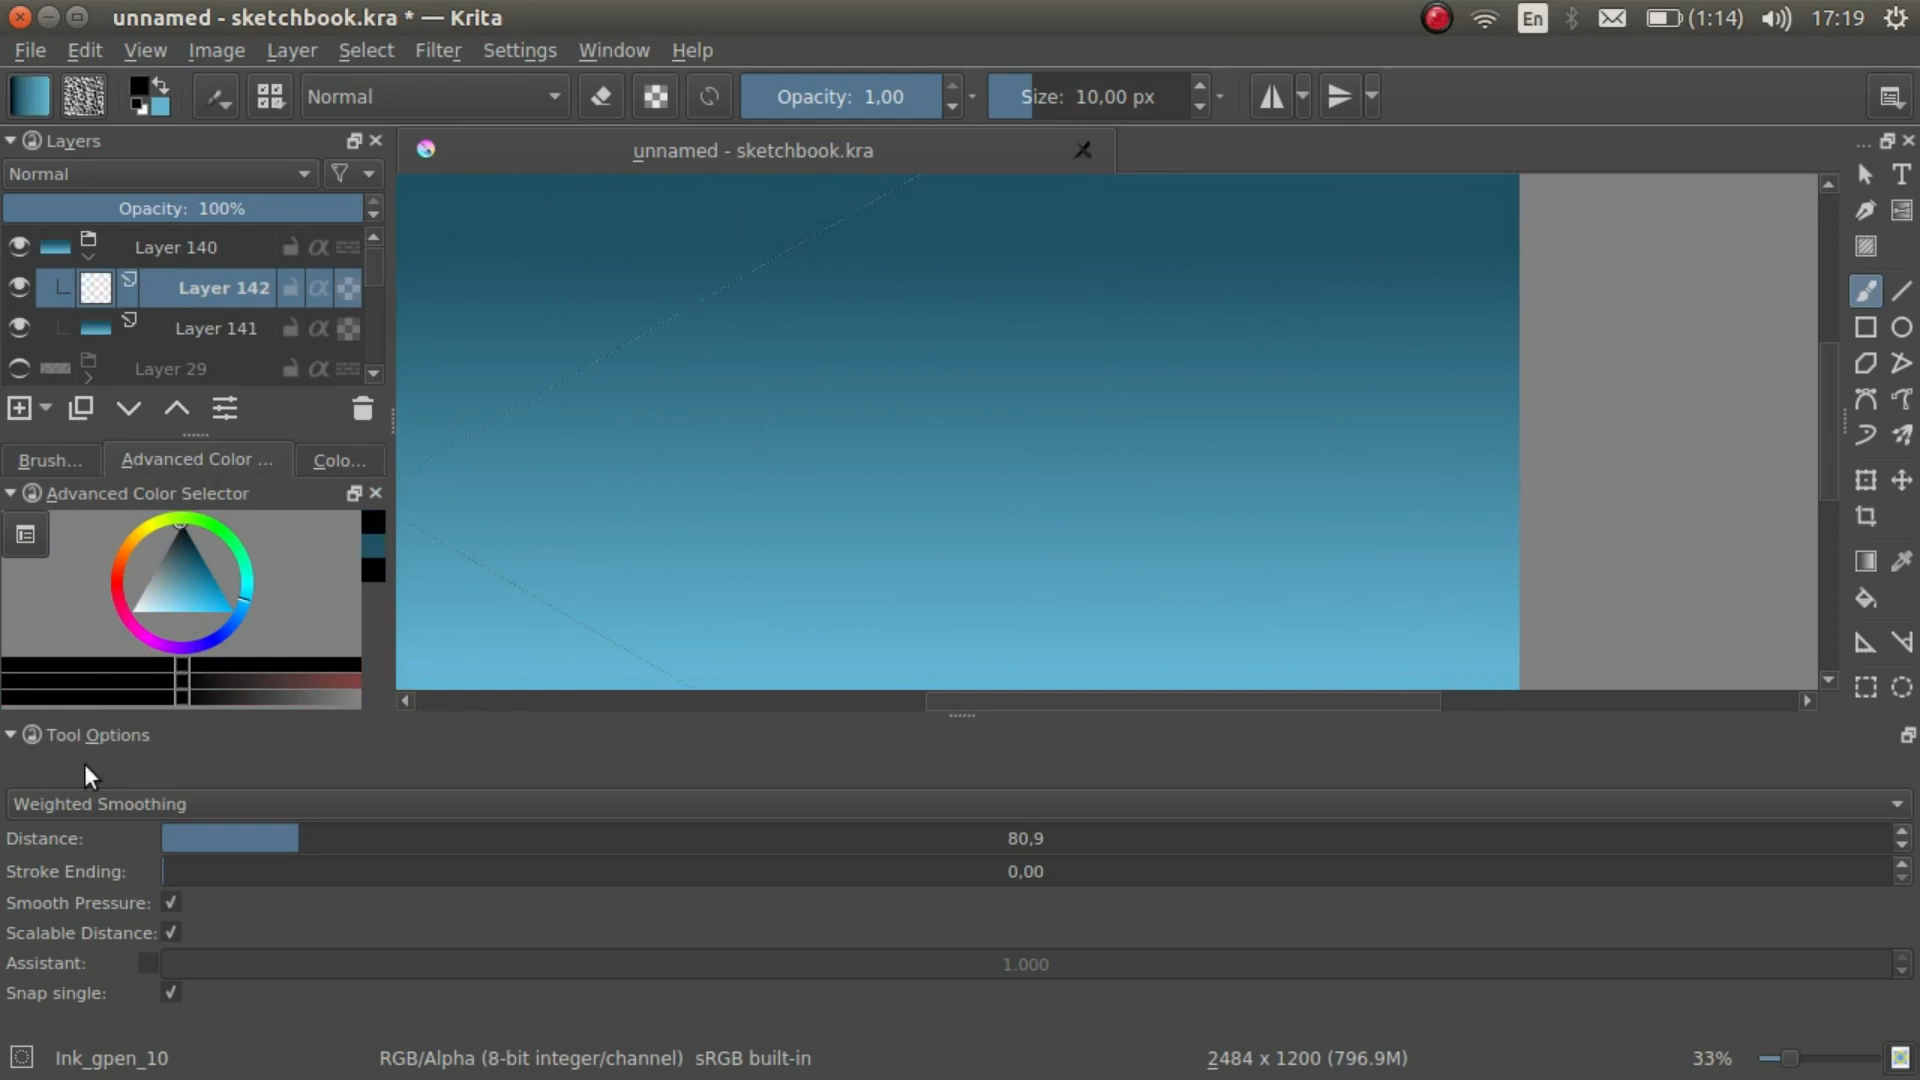 unnamed - sketchbook.kra * — Krita
En
(1:14)
17:19
File Edit View Image Layer Select Filter Settings Window Help
Normal
Opacity: 1,00
Size: 10,00 px
Layers
unnamed - sketchbook.kra
Normal
Opacity: 100%
Layer 140
Layer 142
Layer 141
Layer 29
Brush... Advanced Color ... Colo...
Advanced Color Selector
Tool Options
Weighted Smoothing
Distance: 80,9
Stroke Ending: 0,00
Smooth Pressure:
Scalable Distance:
Assistant: 1.000
Snap single:
Ink_gpen_10
RGB/Alpha (8-bit integer/channel) sRGB built-in
2484 x 1200 (796.9M)
33%